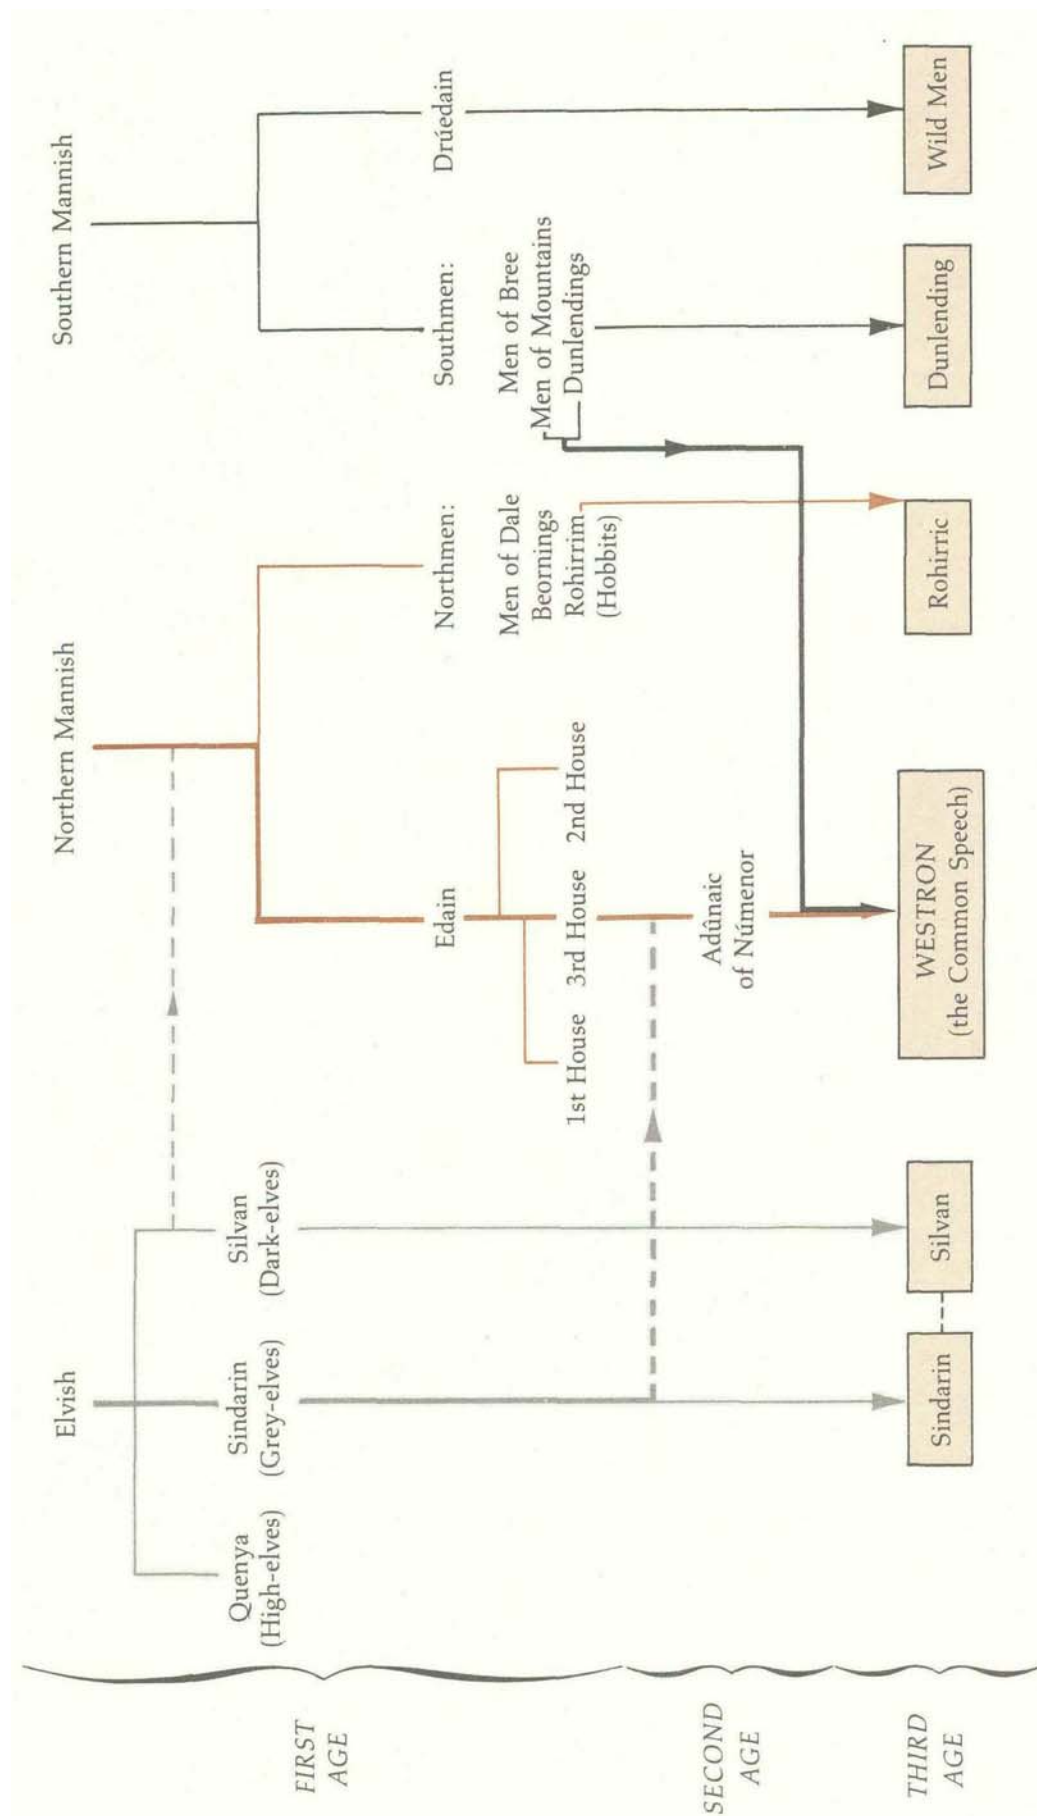 Elvish
Northern Mannish
Southern Mannish
FIRST
AGE
Quenya
(High-elves)
Sindarin
(Grey-elves)
Silvan
(Dark-elves)
Edain
Northmen:
Southmen:
Drúedain
1st House
3rd House
2nd House
Men of Dale
Beornings
Rohirrim
(Hobbits)
Men of Bree
Men of Mountains
Dunlendings
SECOND
AGE
Adûnaic
of Númenor
THIRD
AGE
Sindarin
Silvan
WESTRON
(the Common Speech)
Rohirric
Dunlending
Wild Men